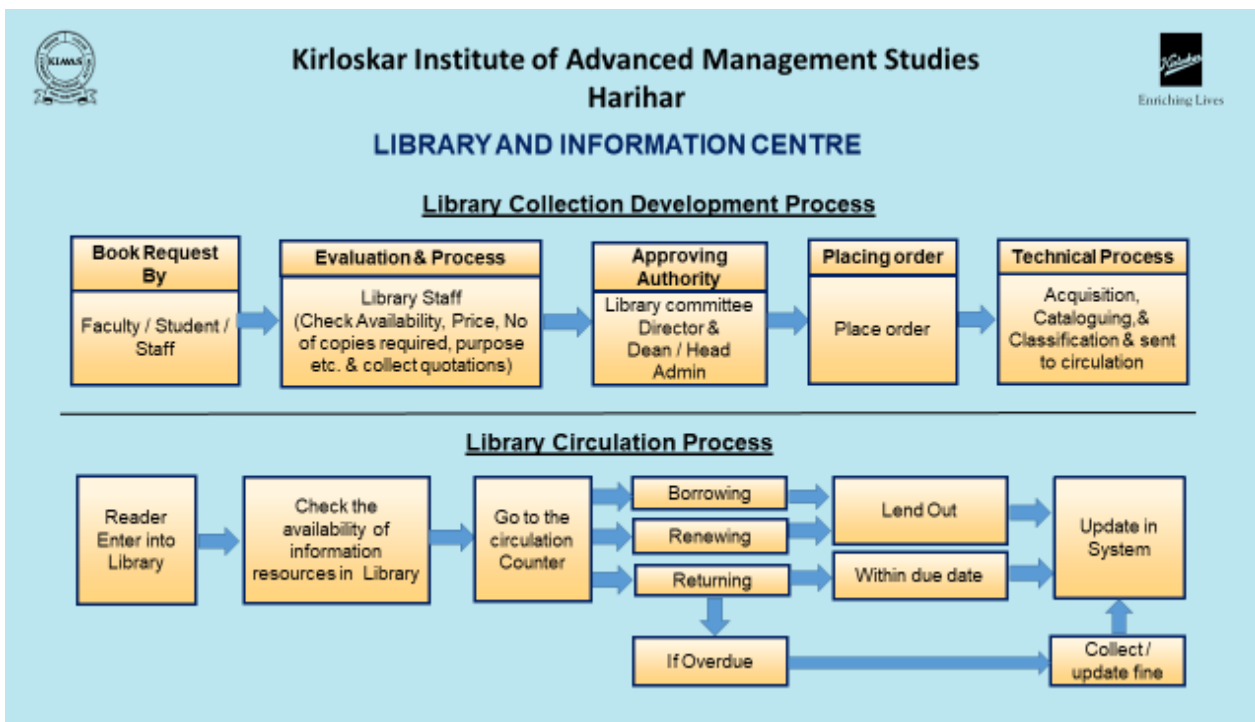 KIAMS
Kirloskar
Enriching Lives
Kirloskar Institute of Advanced Management Studies
Harihar
LIBRARY AND INFORMATION CENTRE
Library Collection Development Process
Book Request
By
Faculty / Student /
Staff
Evaluation & Process
Library Staff
(Check Availability, Price, No
of copies required, purpose
etc. & collect quotations)
Approving
Authority
Library committee
Director &
Dean / Head
Admin
Placing order
Place order
Technical Process
Acquisition,
Cataloguing, &
Classification & sent
to circulation
Library Circulation Process
Reader
Enter into
Library
Check the
availability of
information
resources in Library
Go to the
circulation
Counter
Borrowing
Renewing
Returning
If Overdue
Lend Out
Within due date
Update in
System
Collect /
update fine